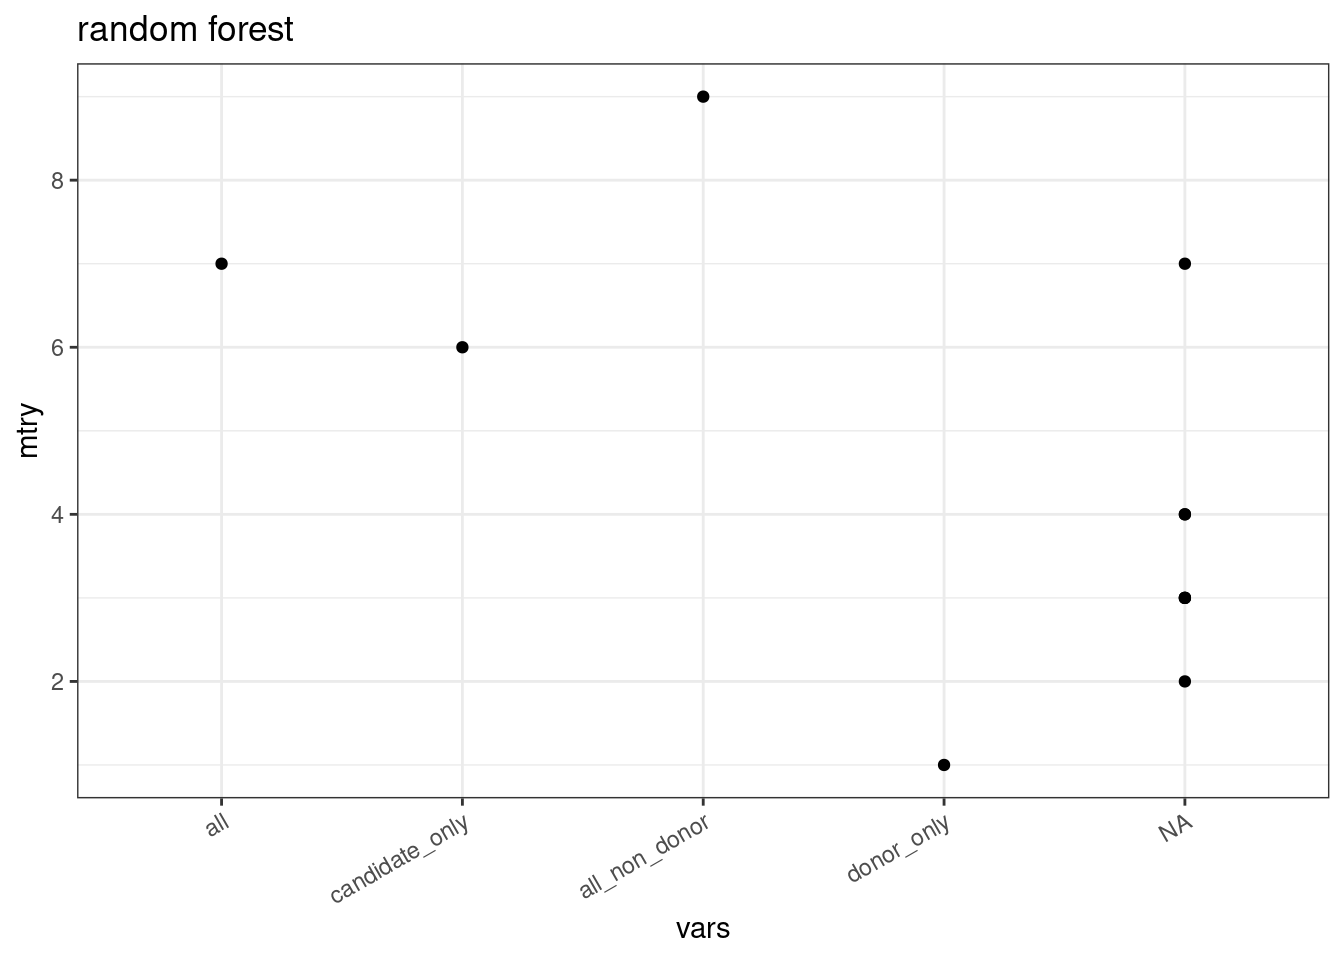 random forest
8
6
4
2
mtry
all
candidate_only
all_non_donor
donor_only
NA
vars